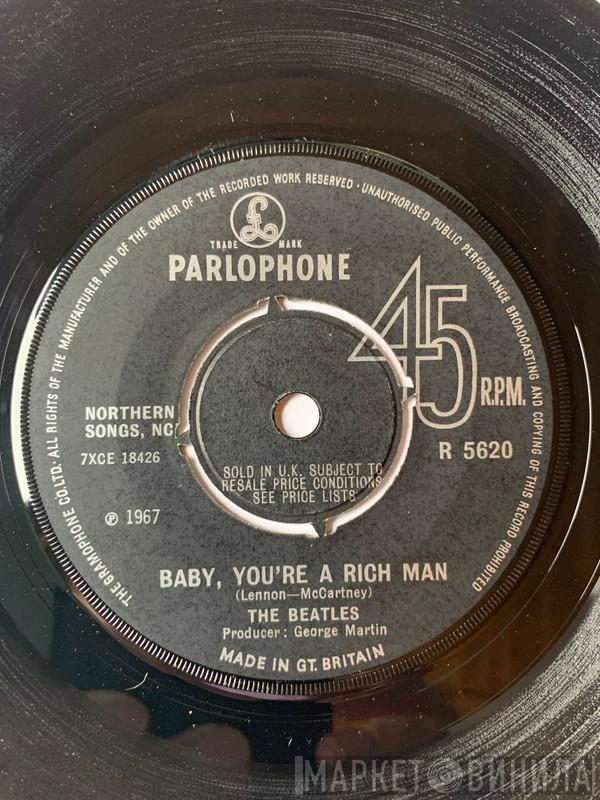 THE GRAMOPHONE CO.LTD. ALL RIGHTS OF THE MANUFACTURER AND OF THE OWNER OF THE RECORDED WORK RESERVED · UNAUTHORISED PUBLIC PERFORMANCE BROADCASTING AND COPYING OF THIS RECORD PROHIBITED
£
TRADE MARK
PARLOPHONE
45 R.P.M.
NORTHERN
SONGS, NC
R 5620
7XCE 18426
SOLD IN U.K. SUBJECT TO
RESALE PRICE CONDITIONS
SEE PRICE LISTS
℗ 1967
BABY, YOU'RE A RICH MAN
(Lennon—McCartney)
THE BEATLES
Producer : George Martin
MADE IN GT. BRITAIN
МАРКЕТ ВИНИЛА